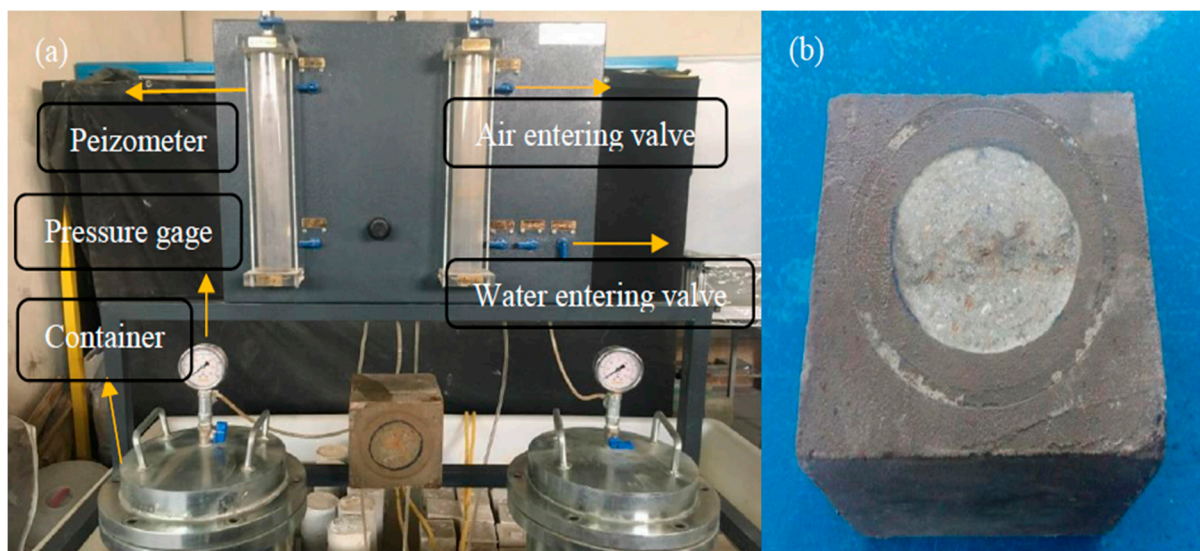 (a)
Peizometer
Air entering valve
Pressure gage
Water entering valve
Container
(b)